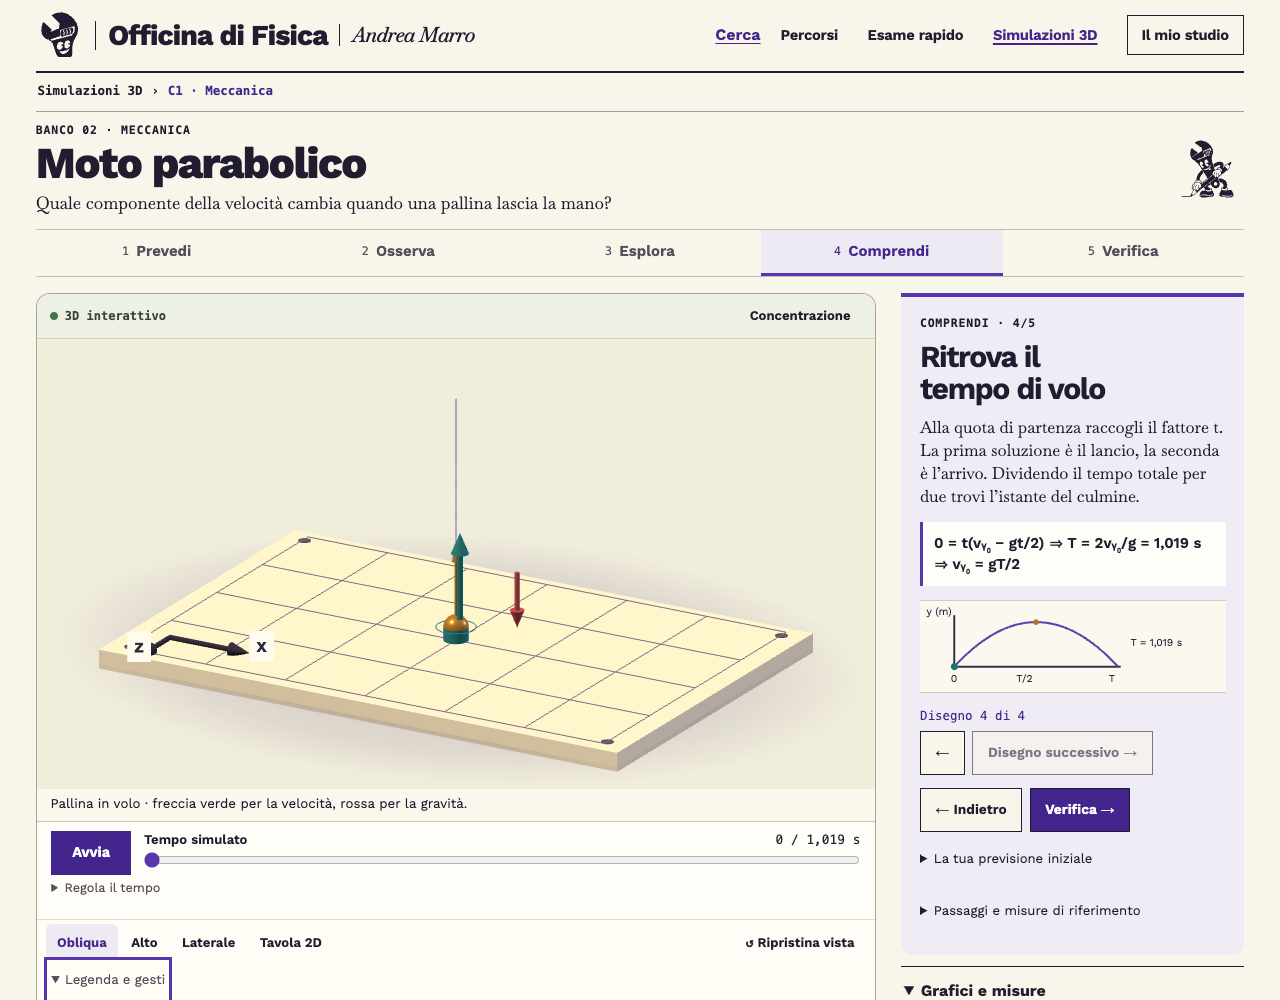 Officina di Fisica
Andrea Marro
Cerca
Percorsi
Esame rapido
Simulazioni 3D
Il mio studio
Simulazioni 3D › C1 · Meccanica
BANCO 02 · MECCANICA
Moto parabolico
Quale componente della velocità cambia quando una pallina lascia la mano?
1 Prevedi
2 Osserva
3 Esplora
4 Comprendi
5 Verifica
3D interattivo
Concentrazione
Z
X
Pallina in volo · freccia verde per la velocità, rossa per la gravità.
Avvia
Tempo simulato
0 / 1,019 s
▶ Regola il tempo
Obliqua
Alto
Laterale
Tavola 2D
↺ Ripristina vista
▼ Legenda e gesti
COMPRENDI · 4/5
Ritrova il
tempo di volo
Alla quota di partenza raccogli il fattore t.
La prima soluzione è il lancio, la seconda
è l’arrivo. Dividendo il tempo totale per
due trovi l’istante del culmine.
0 = t(vY0 − gt/2) ⇒ T = 2vY0/g = 1,019 s
⇒ vY0 = gT/2
y (m)
T = 1,019 s
0
T/2
T
Disegno 4 di 4
←
Disegno successivo →
← Indietro
Verifica →
▶ La tua previsione iniziale
▶ Passaggi e misure di riferimento
▼ Grafici e misure